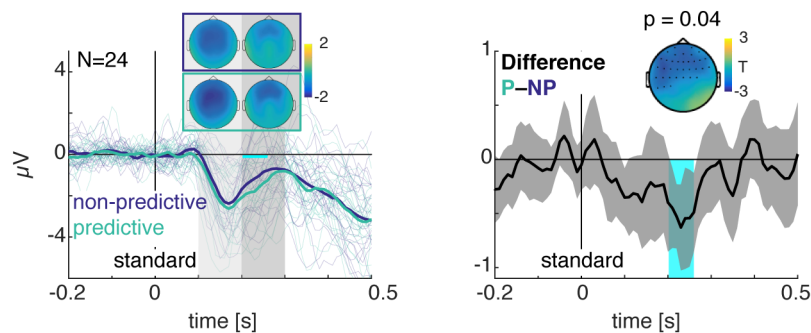 N=24
2
-2
4
0
-4
μV
non-predictive
predictive
standard
-0.2
0
0.5
time [s]
p = 0.04
3
T
-3
Difference
P–NP
1
0
-1
standard
-0.2
0
0.5
time [s]